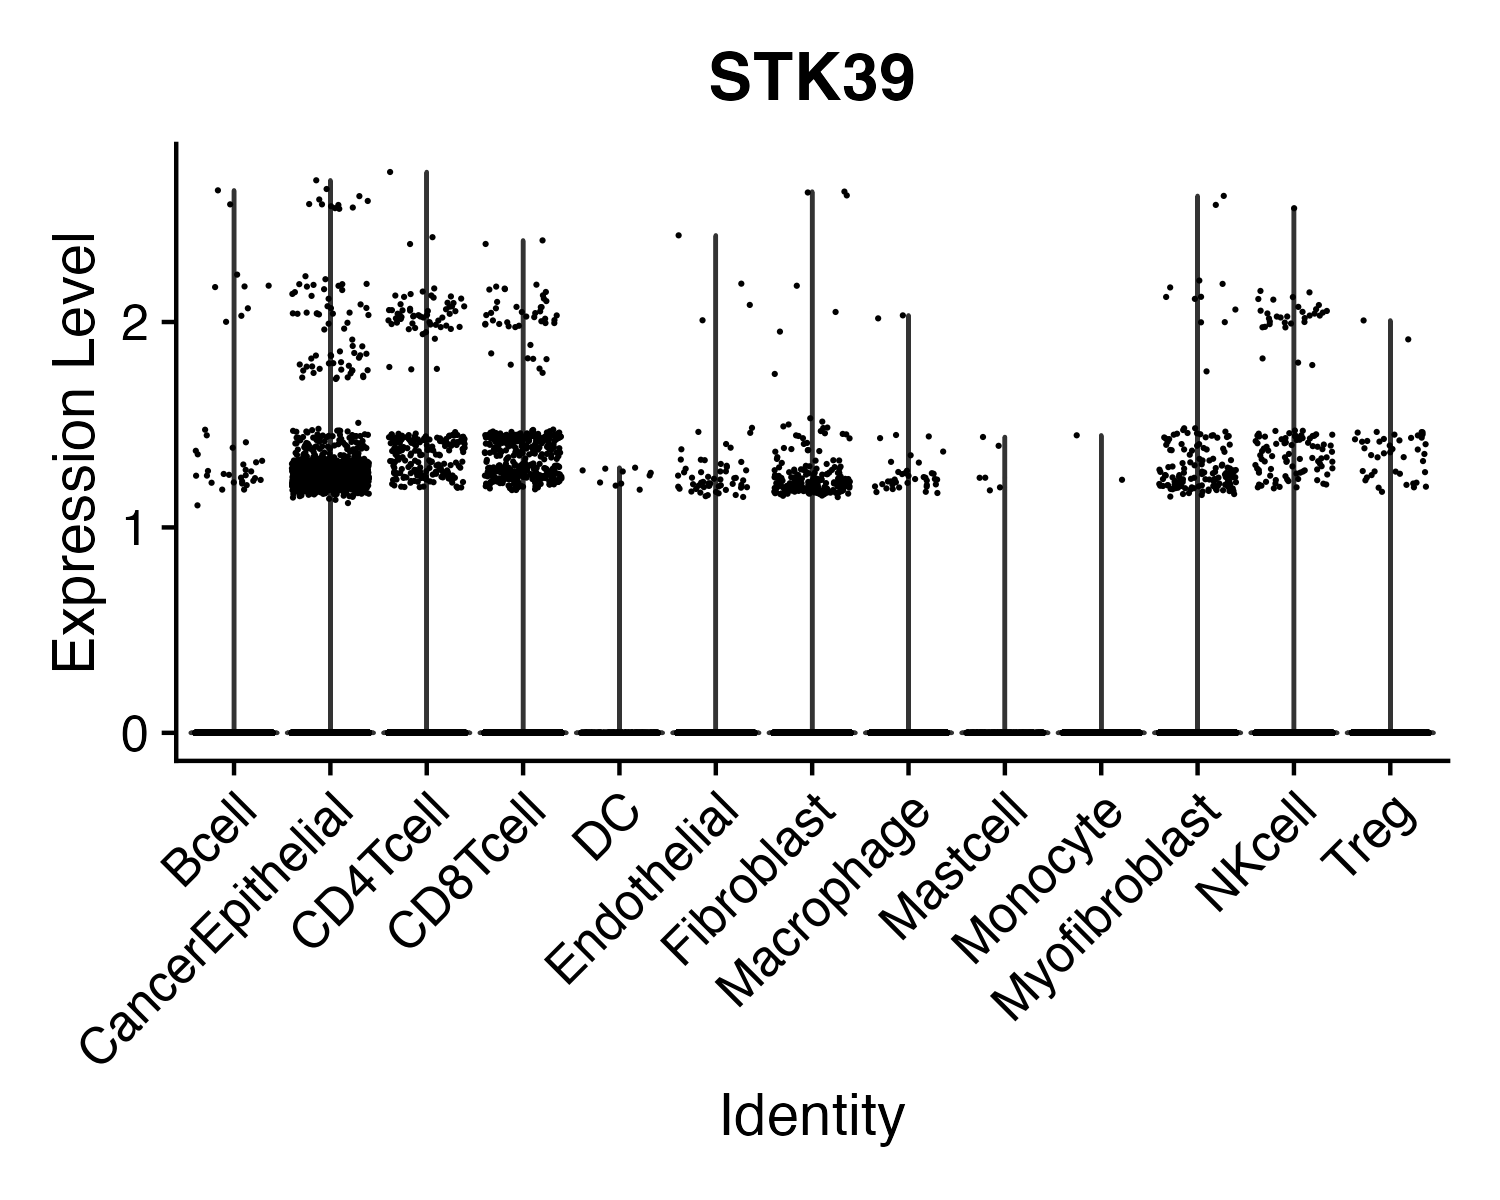 STK39
Expression Level
2
1
0
Bcell
CancerEpithelial
CD4Tcell
CD8Tcell
DC
Endothelial
Fibroblast
Macrophage
Mastcell
Monocyte
Myofibroblast
NKcell
Treg
Identity